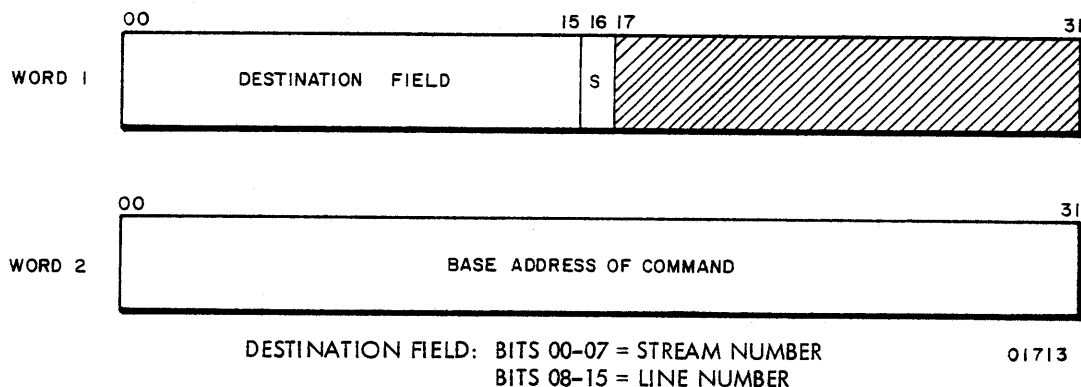 00 15 16 17 31
WORD 1 DESTINATION FIELD S
00 31
WORD 2 BASE ADDRESS OF COMMAND
DESTINATION FIELD: BITS 00-07 = STREAM NUMBER 01713
BITS 08-15 = LINE NUMBER